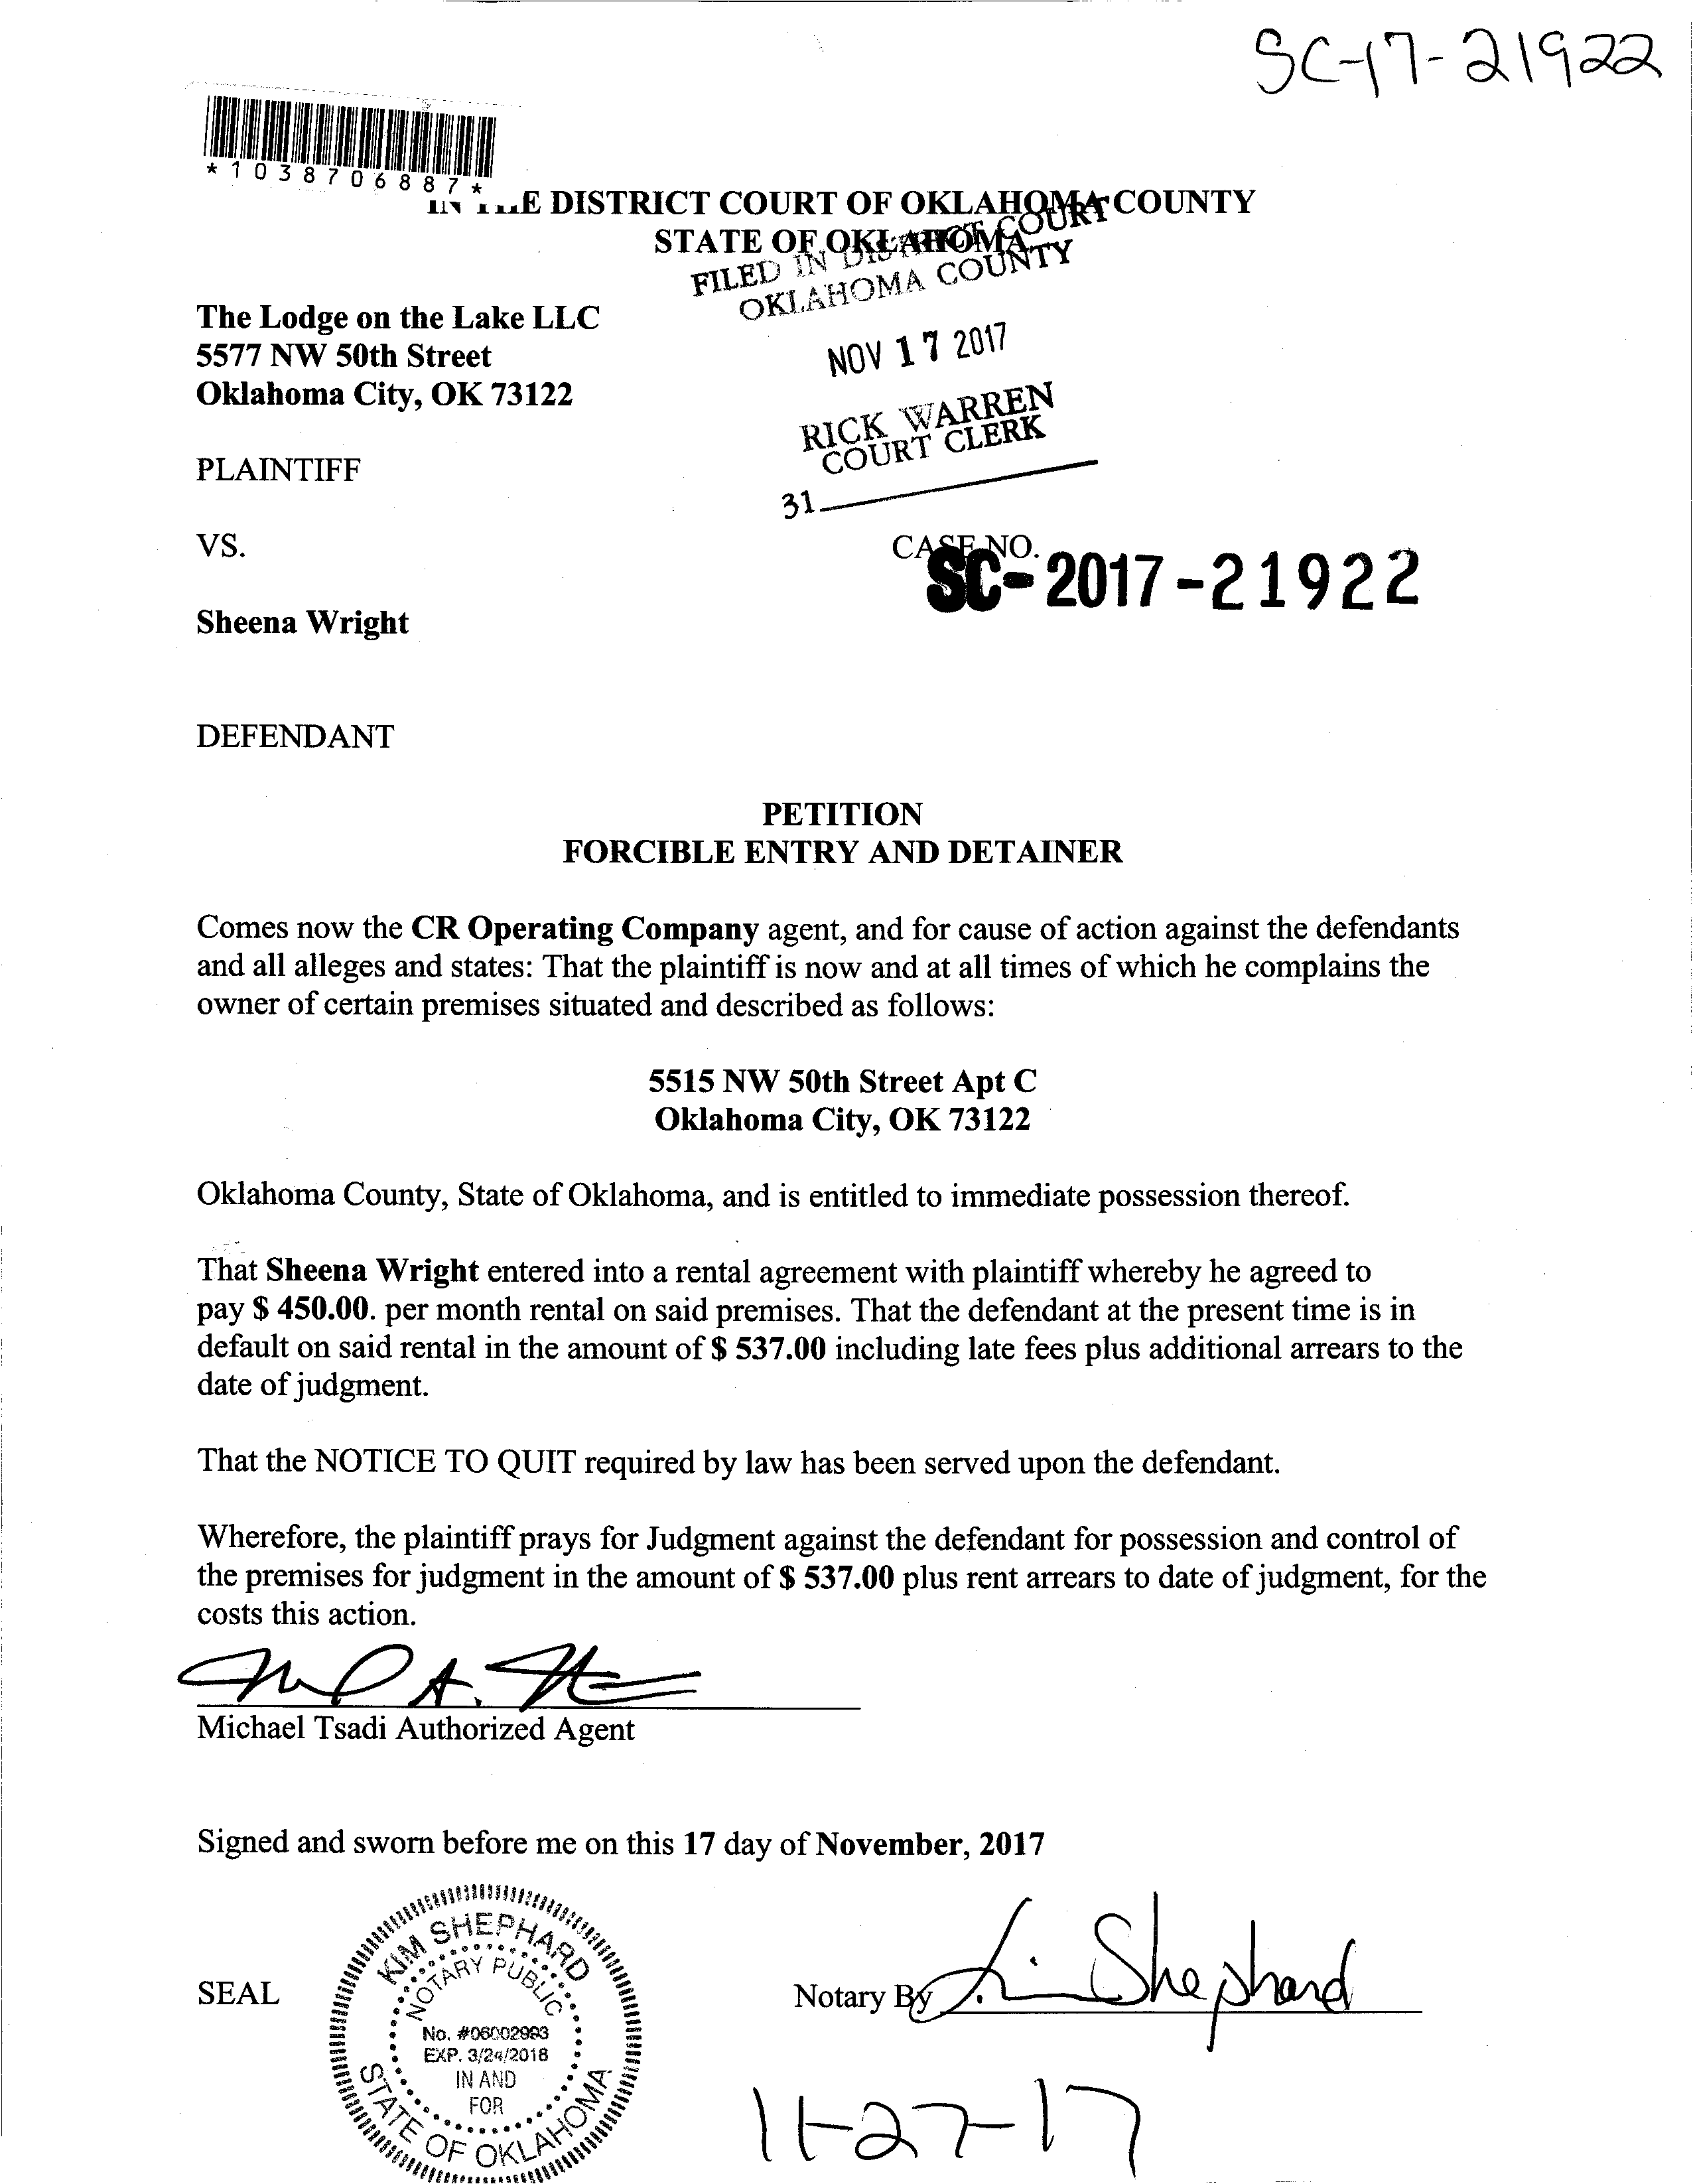 SC-17-21922
*1038706887*
E DISTRICT COURT OF OKLAHOMA COUNTY
STATE OF OKLAHOMA
FILED IN DISTRICT COURT
OKLAHOMA COUNTY
The Lodge on the Lake LLC
5577 NW 50th Street
Oklahoma City, OK 73122
NOV 17 2017
RICK WARREN
COURT CLERK
PLAINTIFF
31
VS.
CASE NO.
SC-2017-21922
Sheena Wright
DEFENDANT
PETITION
FORCIBLE ENTRY AND DETAINER
Comes now the CR Operating Company agent, and for cause of action against the defendants
and all alleges and states: That the plaintiff is now and at all times of which he complains the
owner of certain premises situated and described as follows:
5515 NW 50th Street Apt C
Oklahoma City, OK 73122
Oklahoma County, State of Oklahoma, and is entitled to immediate possession thereof.
That Sheena Wright entered into a rental agreement with plaintiff whereby he agreed to
pay $ 450.00. per month rental on said premises. That the defendant at the present time is in
default on said rental in the amount of $ 537.00 including late fees plus additional arrears to the
date of judgment.
That the NOTICE TO QUIT required by law has been served upon the defendant.
Wherefore, the plaintiff prays for Judgment against the defendant for possession and control of
the premises for judgment in the amount of $ 537.00 plus rent arrears to date of judgment, for the
costs this action.
Michael Tsadi Authorized Agent
Signed and sworn before me on this 17 day of November, 2017
SEAL
KIM SHEPHARD
NOTARY PUBLIC
No. #06002993
EXP. 3/24/2018
IN AND
FOR
STATE OF OKLAHOMA
Notary By Kim Shephard
11-27-17